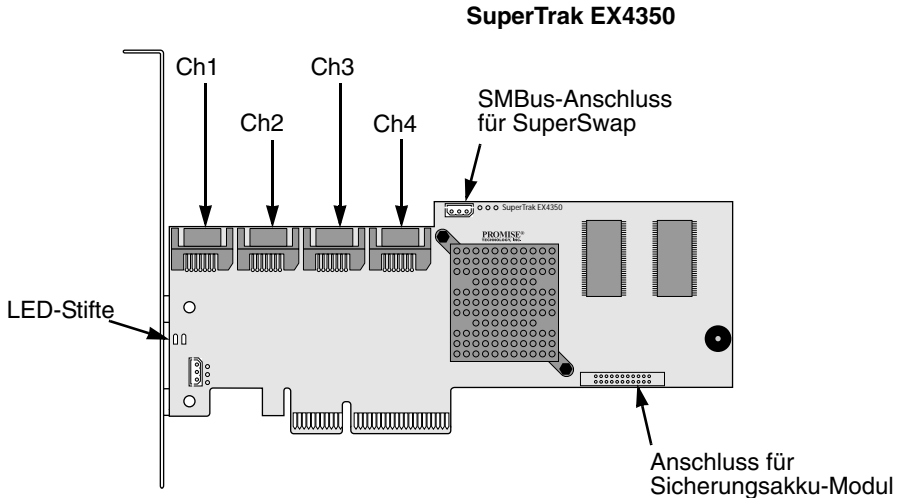 SuperTrak EX4350
Ch1
Ch3
SMBus-Anschluss
für SuperSwap
Ch2
Ch4
SuperTrak EX4350
PROMISE®
TECHNOLOGY, INC.
LED-Stifte
Anschluss für
Sicherungsakku-Modul